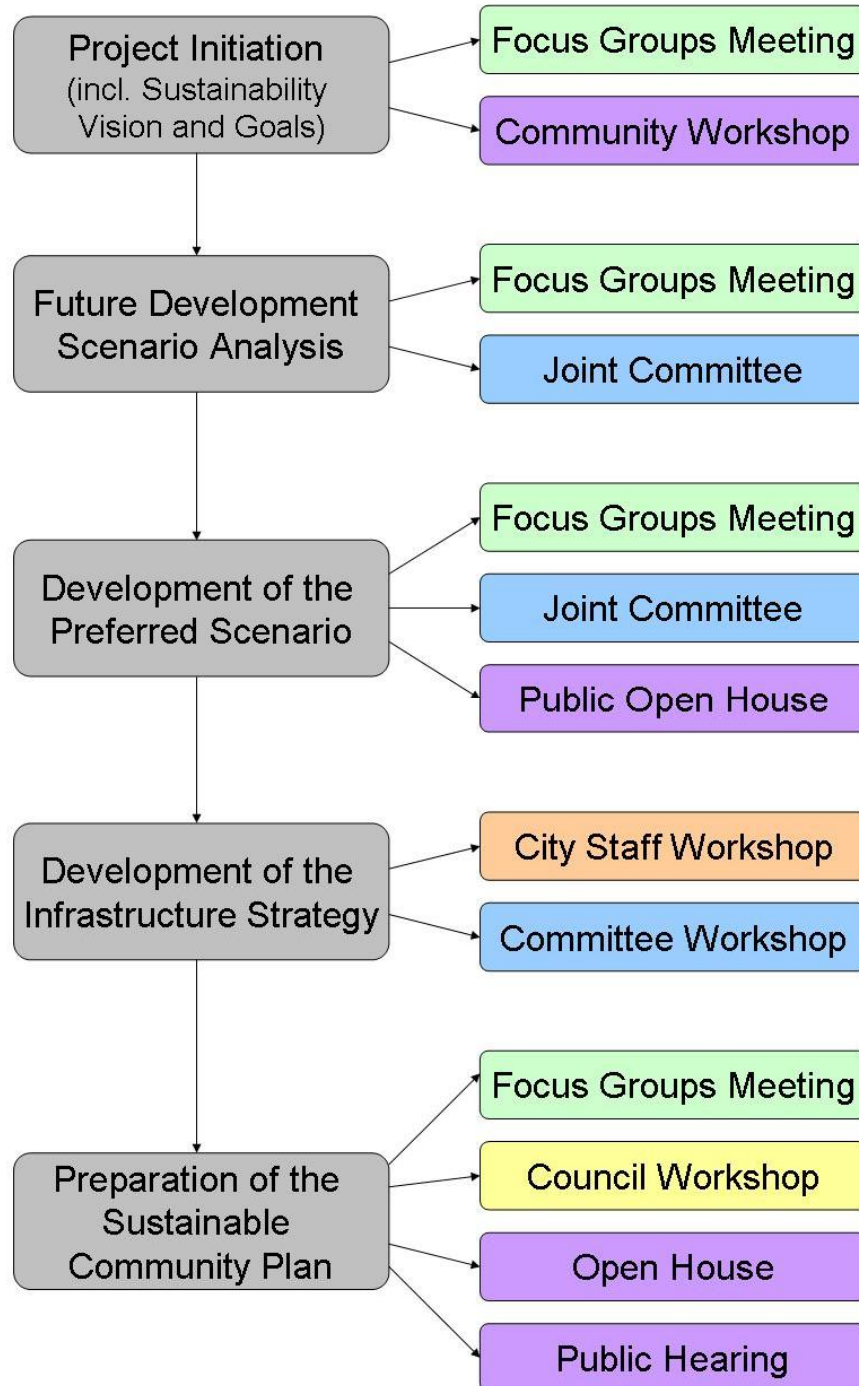 Project Initiation
(incl. Sustainability
Vision and Goals)
Focus Groups Meeting
Community Workshop
Future Development
Scenario Analysis
Focus Groups Meeting
Joint Committee
Development of the
Preferred Scenario
Focus Groups Meeting
Joint Committee
Public Open House
Development of the
Infrastructure Strategy
City Staff Workshop
Committee Workshop
Preparation of the
Sustainable
Community Plan
Focus Groups Meeting
Council Workshop
Open House
Public Hearing